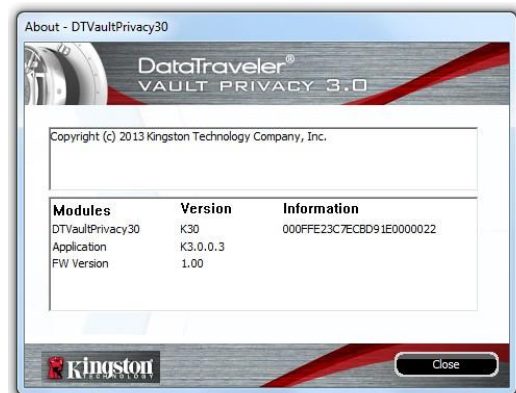 About - DTVaultPrivacy30
DataTraveler®
VAULT PRIVACY 3.0
Copyright (c) 2013 Kingston Technology Company, Inc.
Modules Version Information
DTVaultPrivacy30 K30 000FFE23C7ECBD91E0000022
Application K3.0.0.3
FW Version 1.00
Kingston
TECHNOLOGY
Close